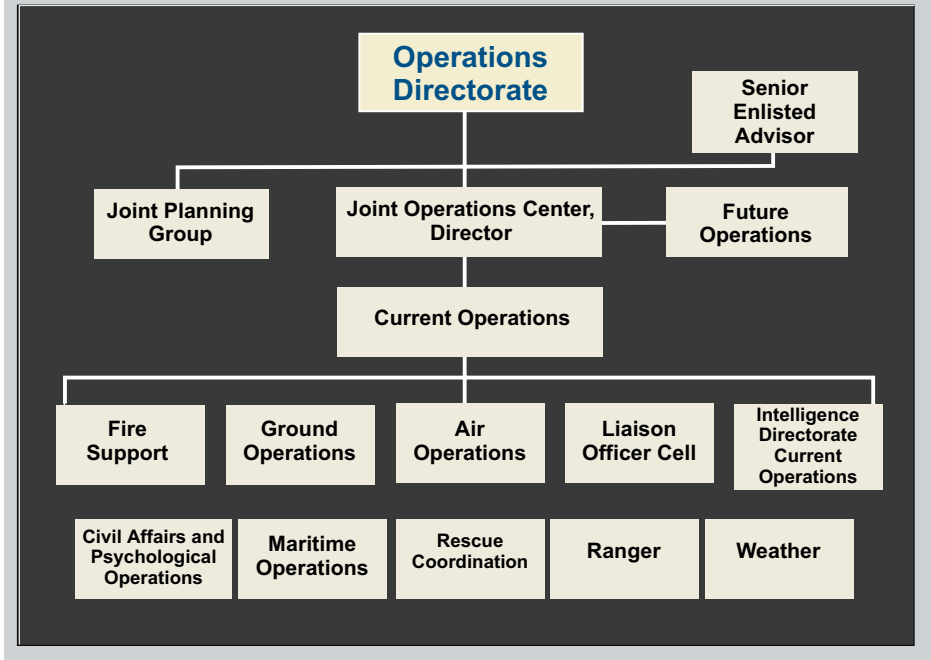 Operations
Directorate
Senior
Enlisted
Advisor
Joint Planning
Group
Joint Operations Center,
Director
Future
Operations
Current Operations
Fire
Support
Ground
Operations
Air
Operations
Liaison
Officer Cell
Intelligence
Directorate
Current
Operations
Civil Affairs and
Psychological
Operations
Maritime
Operations
Rescue
Coordination
Ranger
Weather